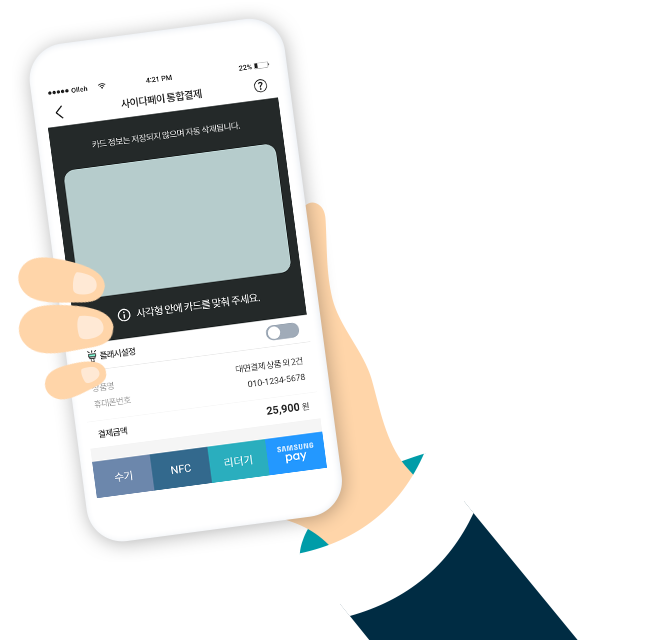 Olleh 4:21 PM 22%
사이다페이 통합결제
카드 정보는 저장되지 않으며 자동 삭제됩니다.
사각형 안에 카드를 맞춰 주세요.
플래시설정
상품명 대면결제 상품 외 2건
휴대폰번호 010-1234-5678
결제금액 25,900 원
수기 NFC 리더기 SAMSUNG pay